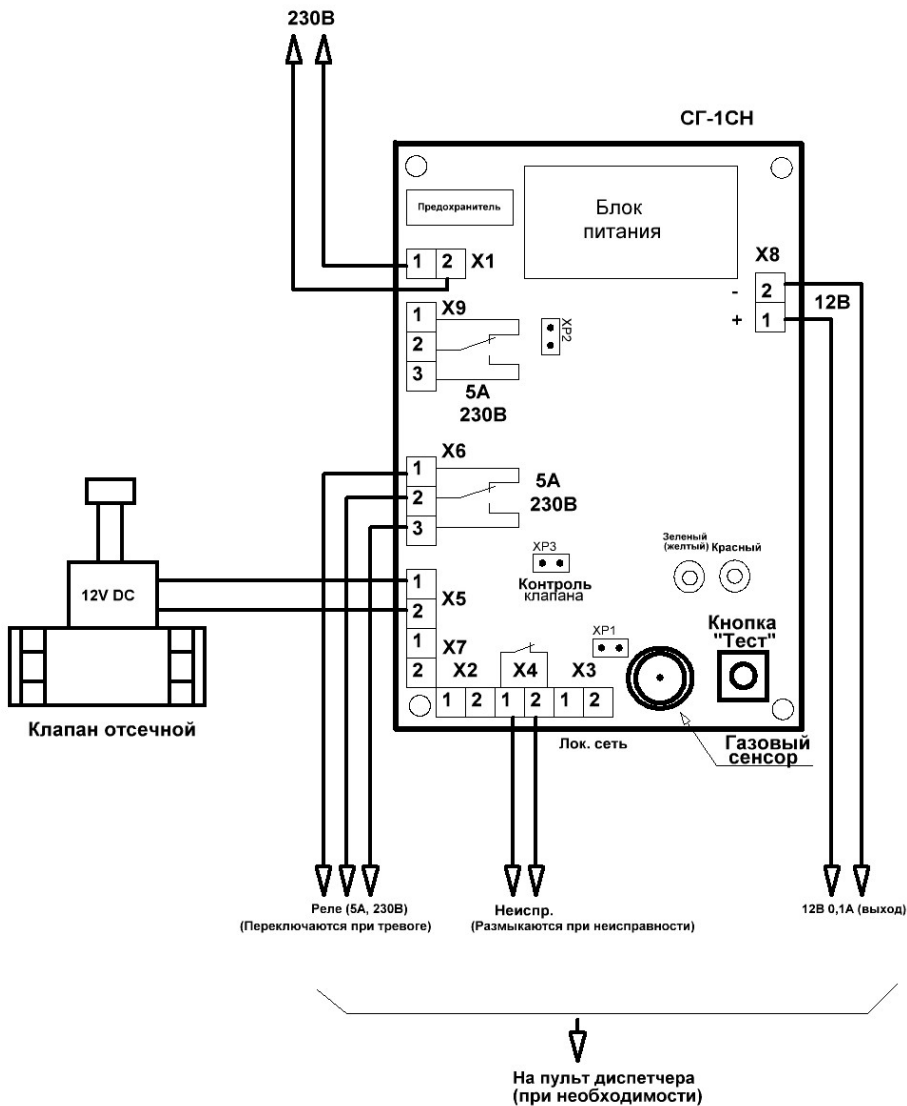 230В
СГ-1СН
Предохранитель
Блок
питания
1 2 X1
X8
- 2 12В
+ 1
X9
1
2
3
XP2
5А
230В
X6
1
2
3
5А
230В
XP3
Контроль
клапана
Зеленый
(желтый) Красный
12V DC
1
X5
2
1
X7
2
XP1
Кнопка
"Тест"
X2 X4 X3
1 2 1 2 1 2
Клапан отсечной
Лок. сеть
Газовый
сенсор
Реле (5А, 230В)
(Переключаются при тревоге)
Неиспр.
(Размыкаются при неисправности)
12В 0,1А (выход)
На пульт диспетчера
(при необходимости)